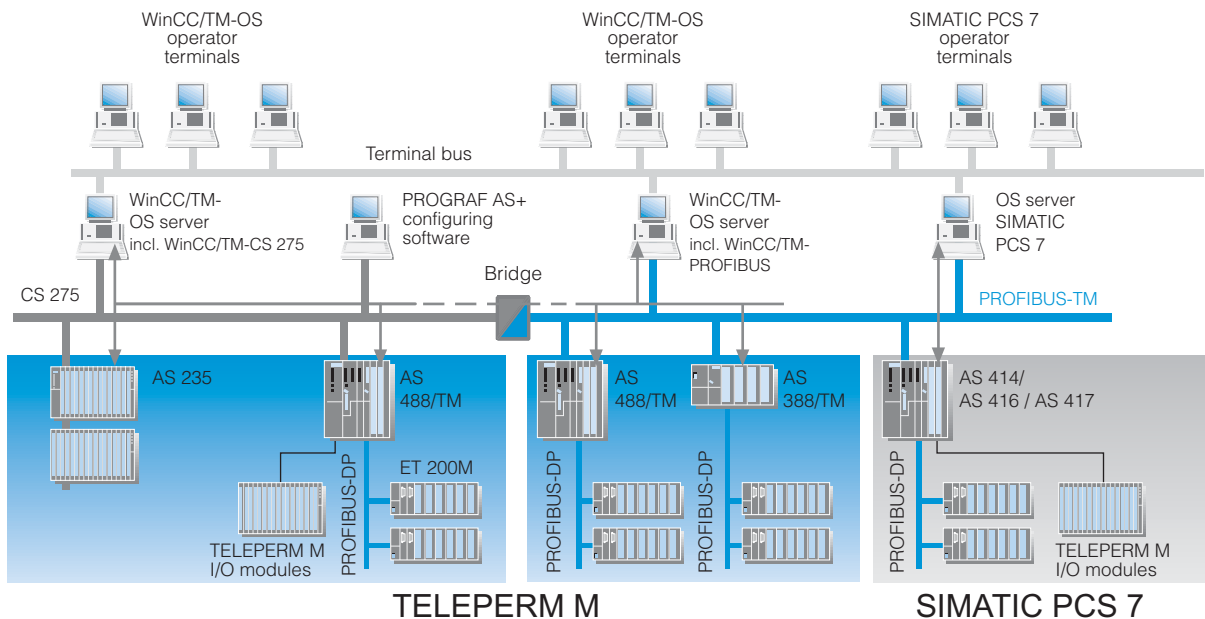 WinCC/TM-OS
operator
terminals
WinCC/TM-OS
operator
terminals
SIMATIC PCS 7
operator
terminals
Terminal bus
WinCC/TM-
OS server
incl. WinCC/TM-CS 275
PROGRAF AS+
configuring
software
WinCC/TM-
OS server
incl. WinCC/TM-
PROFIBUS
OS server
SIMATIC
PCS 7
Bridge
CS 275
PROFIBUS-TM
AS 235
AS
488/TM
AS
488/TM
AS
388/TM
AS 414/
AS 416 / AS 417
ET 200M
PROFIBUS-DP
PROFIBUS-DP
PROFIBUS-DP
PROFIBUS-DP
TELEPERM M
I/O modules
TELEPERM M
I/O modules
TELEPERM M
SIMATIC PCS 7